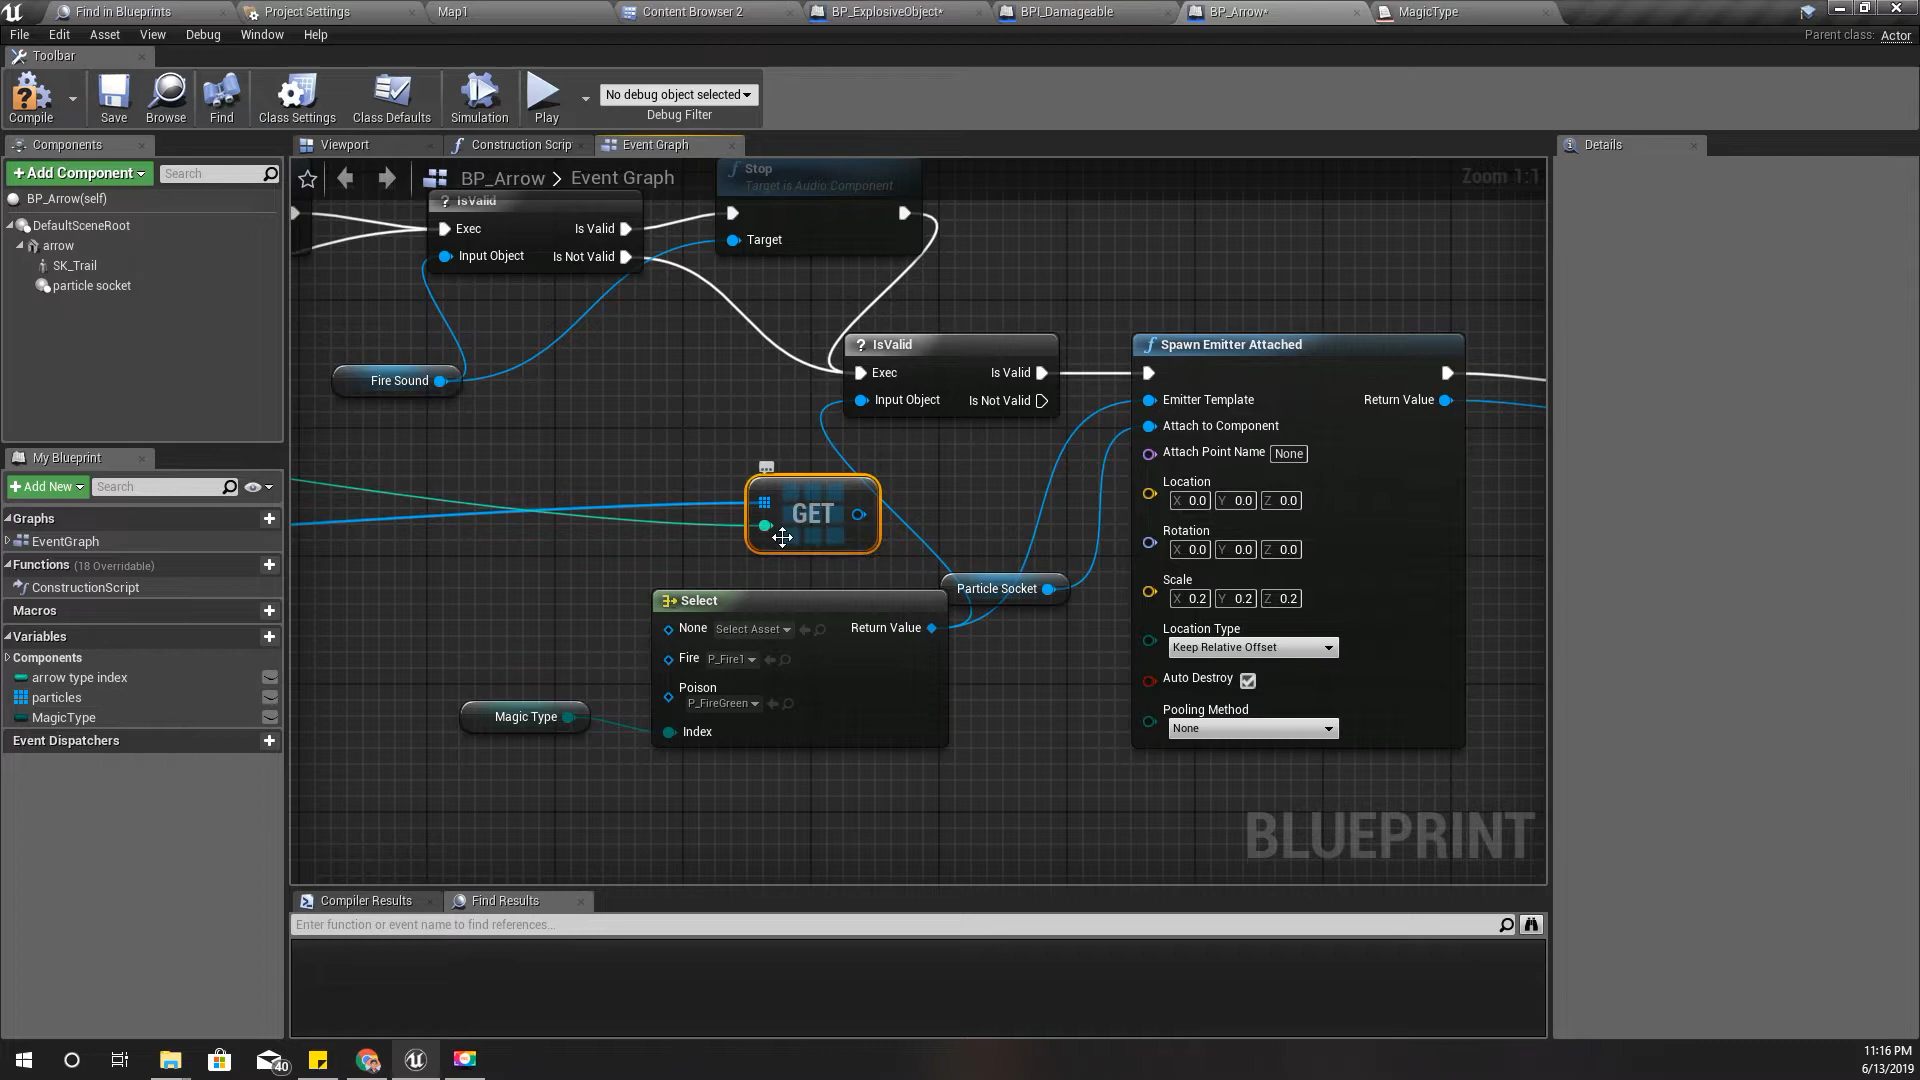 Find in Blueprints
Project Settings
Map1
Content Browser 2
BP_ExplosiveObject*
BPI_Damageable
BP_Arrow*
MagicType
File Edit Asset View Debug Window Help
Parent class: Actor
Toolbar
Compile
Save
Browse
Find
Class Settings
Class Defaults
Simulation
Play
No debug object selected
Debug Filter
Components
+Add Component
Search
BP_Arrow(self)
DefaultSceneRoot
arrow
SK_Trail
particle socket
My Blueprint
+Add New
Search
Graphs
EventGraph
Functions (18 Overridable)
ConstructionScript
Macros
Variables
Components
arrow type index
particles
MagicType
Event Dispatchers
Viewport
Construction Scrip
Event Graph
BP_Arrow > Event Graph
Zoom 1:1
? IsValid
Exec
Is Valid
Input Object
Is Not Valid
f Stop
Target is Audio Component
Target
Fire Sound
? IsValid
Exec
Is Valid
Input Object
Is Not Valid
GET
Particle Socket
Select
None
Select Asset
Return Value
Fire
P_Fire1
Poison
P_FireGreen
Index
Magic Type
f Spawn Emitter Attached
Emitter Template
Return Value
Attach to Component
Attach Point Name None
Location
X 0.0 Y 0.0 Z 0.0
Rotation
X 0.0 Y 0.0 Z 0.0
Scale
X 0.2 Y 0.2 Z 0.2
Location Type
Keep Relative Offset
Auto Destroy
Pooling Method
None
BLUEPRINT
Details
Compiler Results
Find Results
Enter function or event name to find references...
40
11:16 PM
6/13/2019